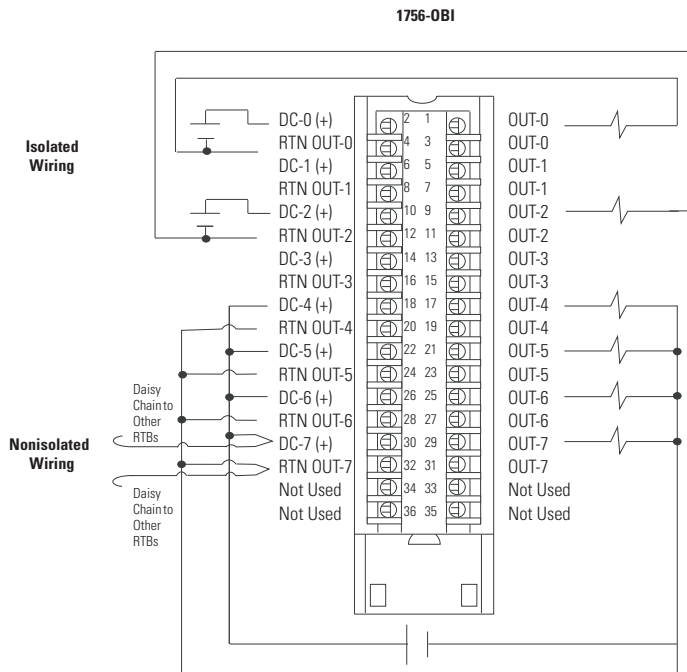 1756-OBI
Isolated
Wiring
DC-0 (+) 2 1 OUT-0
RTN OUT-0 4 3 OUT-0
DC-1 (+) 6 5 OUT-1
RTN OUT-1 8 7 OUT-1
DC-2 (+) 10 9 OUT-2
RTN OUT-2 12 11 OUT-2
DC-3 (+) 14 13 OUT-3
RTN OUT-3 16 15 OUT-3
DC-4 (+) 18 17 OUT-4
RTN OUT-4 20 19 OUT-4
DC-5 (+) 22 21 OUT-5
RTN OUT-5 24 23 OUT-5
DC-6 (+) 26 25 OUT-6
RTN OUT-6 28 27 OUT-6
DC-7 (+) 30 29 OUT-7
RTN OUT-7 32 31 OUT-7
Not Used 34 33 Not Used
Not Used 36 35 Not Used
Daisy
Chain to
Other
RTBs
Nonisolated
Wiring
Daisy
Chain to
Other
RTBs